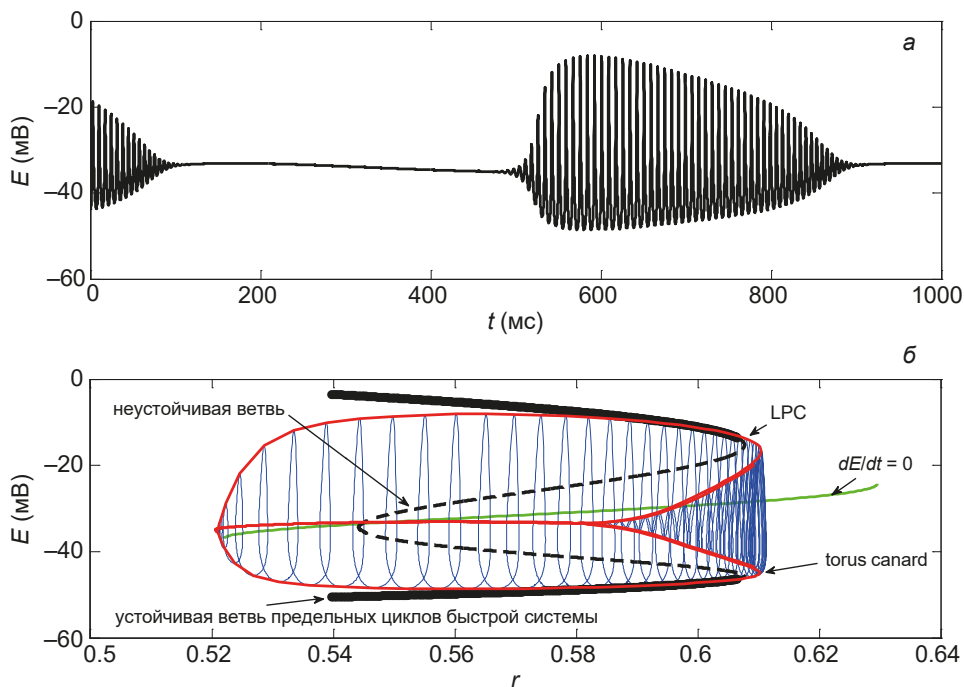 а
0
–20
–40
–60
E (мВ)
0
200
400
600
800
1000
t (мс)
б
0
–20
–40
–60
E (мВ)
неустойчивая ветвь
LPC
dE/dt = 0
torus canard
устойчивая ветвь предельных циклов быстрой системы
0.5
0.52
0.54
0.56
0.58
0.6
0.62
0.64
r